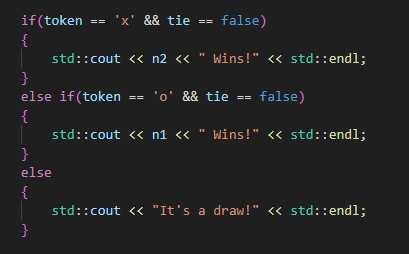 if(token == 'x' && tie == false)
{
    std::cout << n2 << " Wins!" << std::endl;
}
else if(token == 'o' && tie == false)
{
    std::cout << n1 << " Wins!" << std::endl;
}
else
{
    std::cout << "It's a draw!" << std::endl;
}